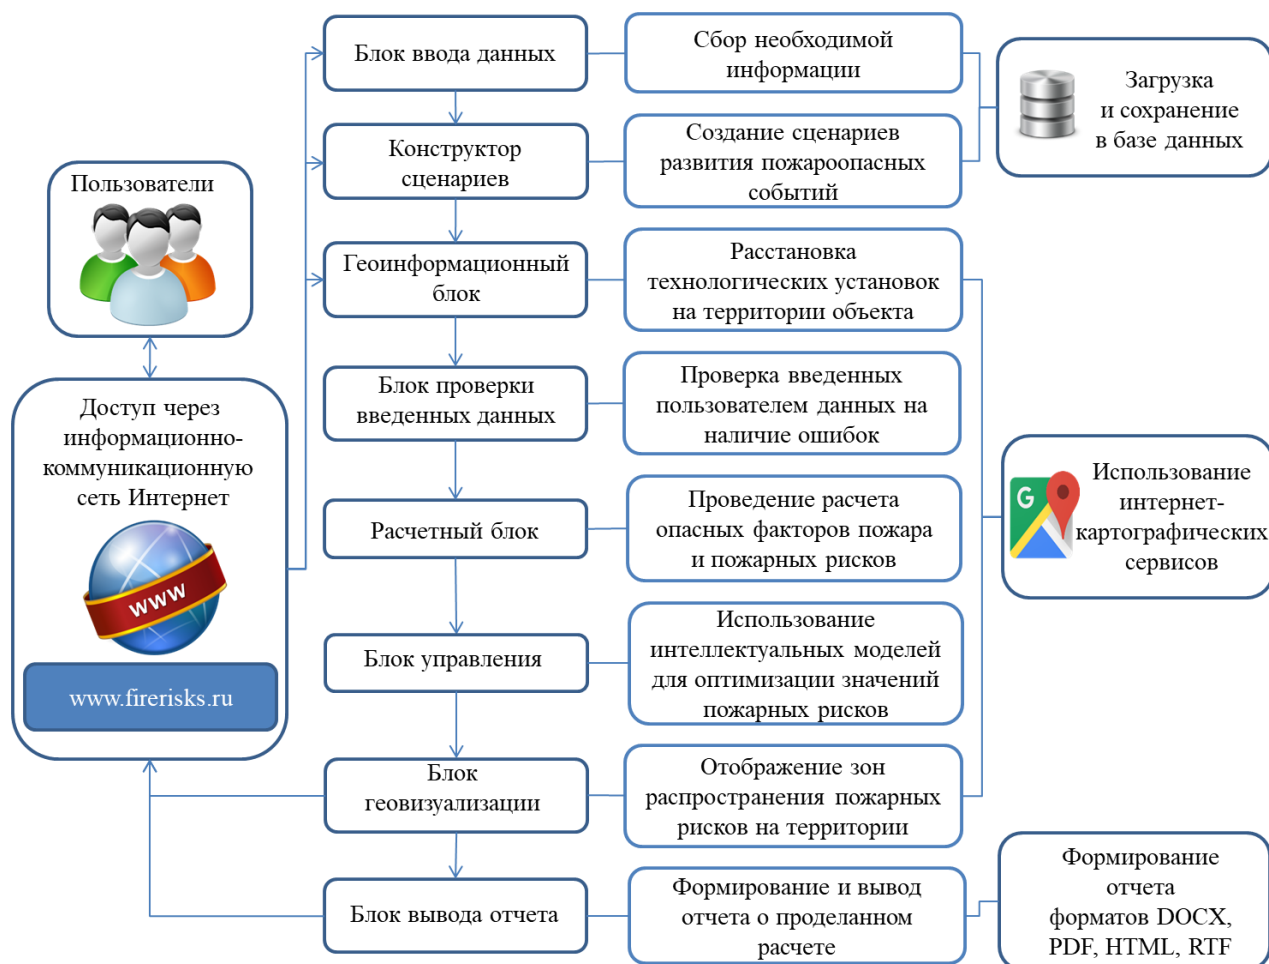 Пользователи
Доступ через
информационно-
коммуникационную
сеть Интернет
www
www.firerisks.ru
Блок ввода данных
Сбор необходимой
информации
Загрузка
и сохранение
в базе данных
Конструктор
сценариев
Создание сценариев
развития пожароопасных
событий
Геоинформационный
блок
Расстановка
технологических установок
на территории объекта
Блок проверки
введенных данных
Проверка введенных
пользователем данных на
наличие ошибок
G
Использование
интернет-
картографических
сервисов
Расчетный блок
Проведение расчета
опасных факторов пожара
и пожарных рисков
Блок управления
Использование
интеллектуальных моделей
для оптимизации значений
пожарных рисков
Блок
геовизуализации
Отображение зон
распространения пожарных
рисков на территории
Блок вывода отчета
Формирование и вывод
отчета о проделанном
расчете
Формирование
отчета
форматов DOCX,
PDF, HTML, RTF